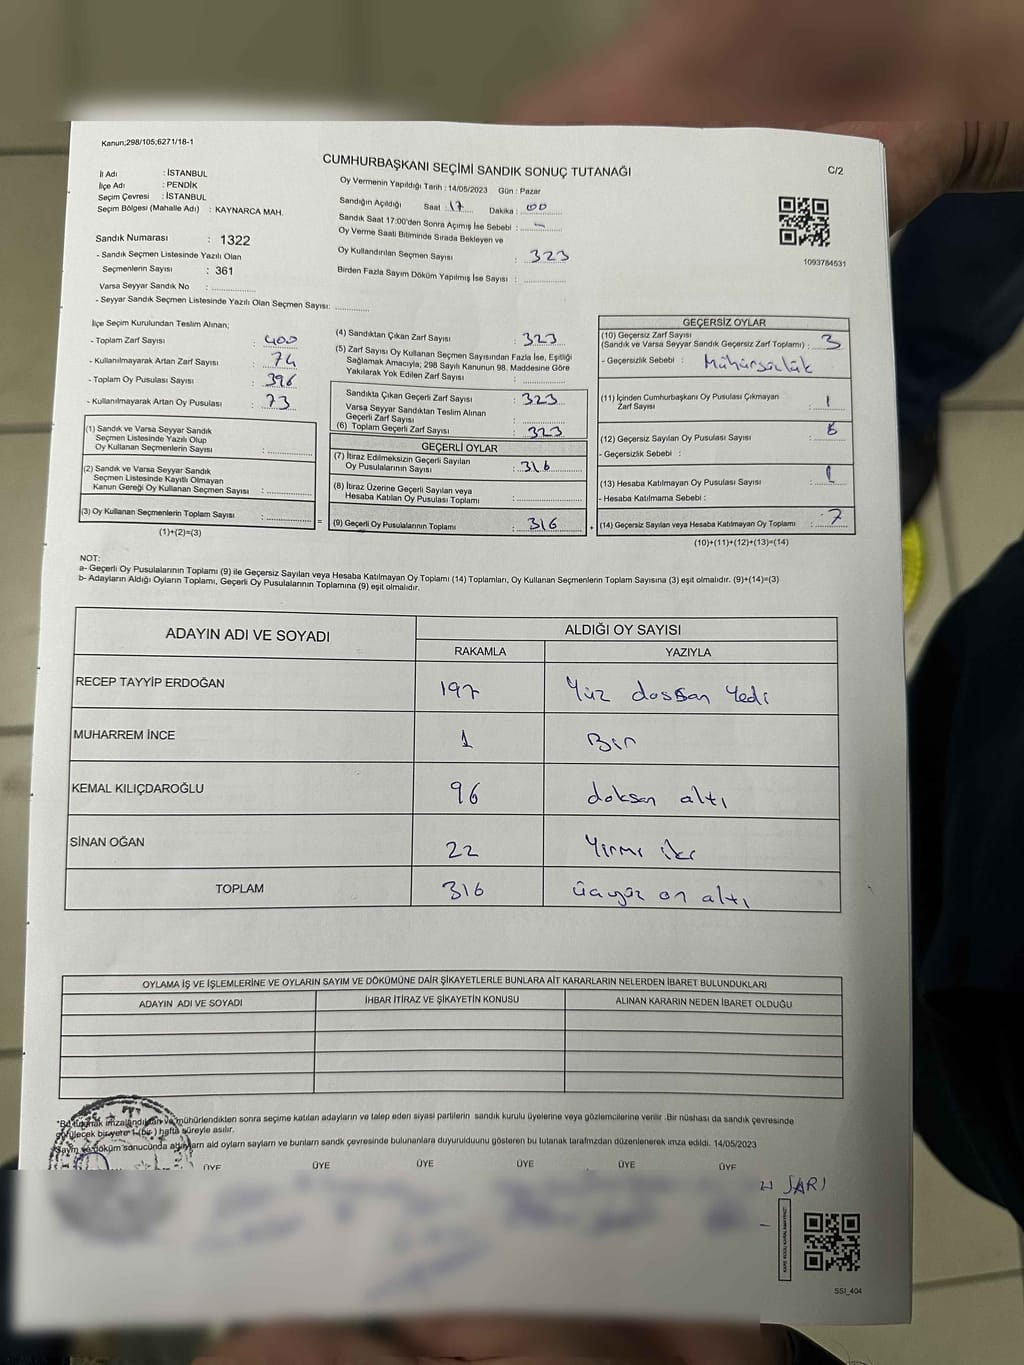 Kanun;298/105;6271/18-1
CUMHURBAŞKANI SEÇİMİ SANDIK SONUÇ TUTANAĞI
C/2
İl Adı : İSTANBUL
İlçe Adı : PENDİK
Seçim Çevresi : İSTANBUL
Seçim Bölgesi (Mahalle Adı) : KAYNARCA MAH.
Sandık Numarası : 1322
- Sandık Seçmen Listesinde Yazılı Olan
Seçmenlerin Sayısı : 361
Varsa Seyyar Sandık No :
- Seyyar Sandık Seçmen Listesinde Yazılı Olan Seçmen Sayısı:
Oy Vermenin Yapıldığı Tarih : 14/05/2023 Gün : Pazar
Sandığın Açıldığı Saat : 17 Dakika : 00
Sandık Saat 17:00'den Sonra Açımış İse Sebebi : -
Oy Verme Saati Bitiminde Sırada Bekleyen ve
Oy Kullandırılan Seçmen Sayısı : 323
Birden Fazla Sayım Döküm Yapılmış İse Sayısı :
1093784531
İlçe Seçim Kurulundan Teslim Alınan;
- Toplam Zarf Sayısı : 400
- Kullanılmayarak Artan Zarf Sayısı : 74
- Toplam Oy Pusulası Sayısı : 396
- Kullanılmayarak Artan Oy Pusulası : 73
(1) Sandık ve Varsa Seyyar Sandık
Seçmen Listesinde Yazılı Olup
Oy Kullanan Seçmenlerin Sayısı :
(2) Sandık ve Varsa Seyyar Sandık
Seçmen Listesinde Kayıtlı Olmayan
Kanun Gereği Oy Kullanan Seçmen Sayısı :
(3) Oy Kullanan Seçmenlerin Toplam Sayısı :
(1)+(2)=(3)
(4) Sandıktan Çıkan Zarf Sayısı : 323
(5) Zarf Sayısı Oy Kullanan Seçmen Sayısından Fazla İse, Eşitliği
Sağlamak Amacıyla; 298 Sayılı Kanunun 98. Maddesine Göre
Yakılarak Yok Edilen Zarf Sayısı :
Sandıkta Çıkan Geçerli Zarf Sayısı : 323
Varsa Seyyar Sandıktan Teslim Alınan
Geçerli Zarf Sayısı :
(6) Toplam Geçerli Zarf Sayısı : 323
GEÇERLİ OYLAR
(7) İtiraz Edilmeksizin Geçerli Sayılan
Oy Pusulalarının Sayısı : 316
(8) İtiraz Üzerine Geçerli Sayılan veya
Hesaba Katılan Oy Pusulası Toplamı :
= (9) Geçerli Oy Pusulalarının Toplamı : 316 +
GEÇERSİZ OYLAR
(10) Geçersiz Zarf Sayısı
(Sandık ve Varsa Seyyar Sandık Geçersiz Zarf Toplamı) : 3
- Geçersizlik Sebebi : Mühürsüzlük
(11) İçinden Cumhurbaşkanı Oy Pusulası Çıkmayan
Zarf Sayısı : 1
(12) Geçersiz Sayılan Oy Pusulası Sayısı :
- Geçersizlik Sebebi :
(13) Hesaba Katılmayan Oy Pusulası Sayısı : 1
- Hesaba Katılmama Sebebi :
(14) Geçersiz Sayılan veya Hesaba Katılmayan Oy Toplamı : 7
(10)+(11)+(12)+(13)=(14)
NOT:
a- Geçerli Oy Pusulalarının Toplamı (9) ile Geçersiz Sayılan veya Hesaba Katılmayan Oy Toplamı (14) Toplamları, Oy Kullanan Seçmenlerin Toplam Sayısına (3) eşit olmalıdır. (9)+(14)=(3)
b- Adayların Aldığı Oyların Toplamı, Geçerli Oy Pusulalarının Toplamına (9) eşit olmalıdır.
ADAYIN ADI VE SOYADI ALDIĞI OY SAYISI
RAKAMLA YAZIYLA
RECEP TAYYİP ERDOĞAN 197 Yüz doksan Yedi
MUHARREM İNCE 1 Bir
KEMAL KILIÇDAROĞLU 96 doksan altı
SİNAN OĞAN 22 Yirmi iki
TOPLAM 316 üçyüz on altı
OYLAMA İŞ VE İŞLEMLERİNE VE OYLARIN SAYIM VE DÖKÜMÜNE DAİR ŞİKAYETLERLE BUNLARA AİT KARARLARIN NELERDEN İBARET BULUNDUKLARI
ADAYIN ADI VE SOYADI İHBAR İTİRAZ VE ŞİKAYETİN KONUSU ALINAN KARARIN NEDEN İBARET OLDUĞU
*Bu tutanak imzalandıktan ve mühürlendikten sonra seçime katılan adayların ve talep eden siyasi partilerin sandık kurulu üyelerine veya gözlemcilerine verilir .Bir nüshası da sandık çevresinde
görülecek bir yere 1 (bir ) hafta süreyle asılır.
Sayım ve döküm sonucunda adayların ald oylarn saylarn ve bunlarn sandk çevresinde bulunanlara duyurulduunu gösteren bu tutanak tarafmzdan düzenlenerek imza edildi. 14/05/2023
ÜYE ÜYE ÜYE ÜYE ÜYE ÜYE
SARI
SSI_404